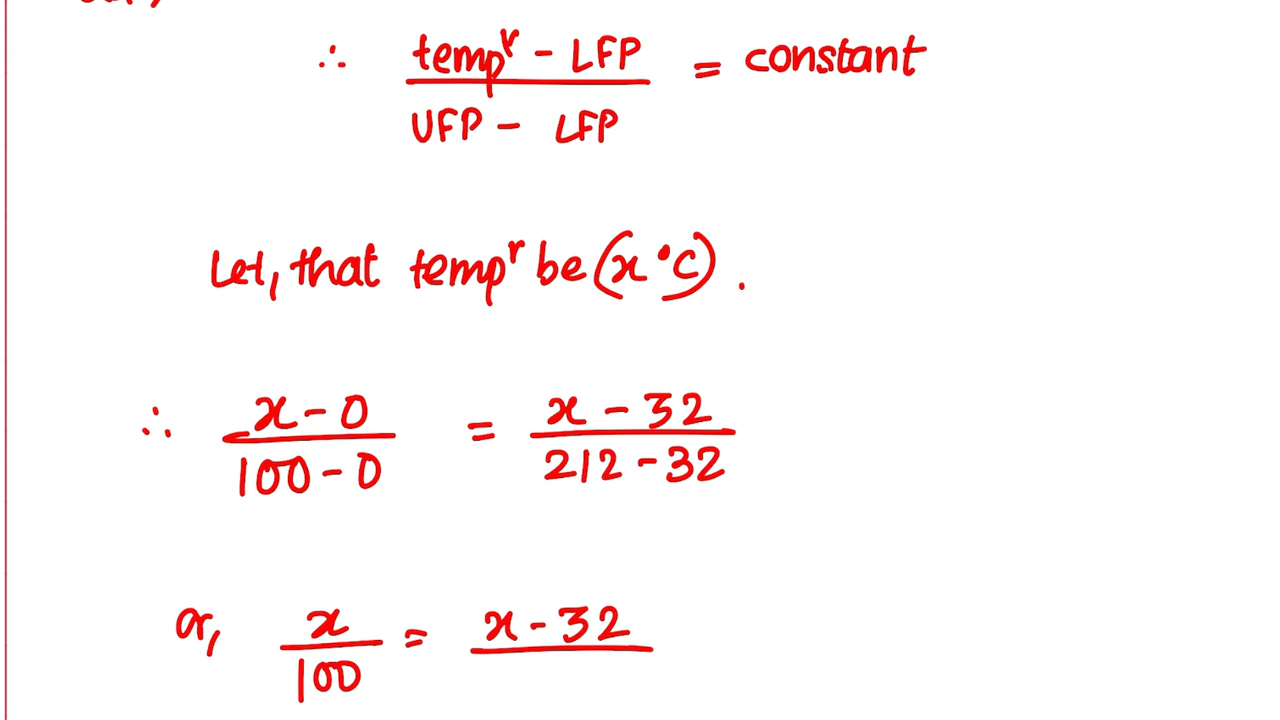 ∴ tempʳ - LFP / UFP - LFP = constant
Let, that tempʳ be (x °C) .
∴ x - 0 / 100 - 0 = x - 32 / 212 - 32
or, x / 100 = x - 32